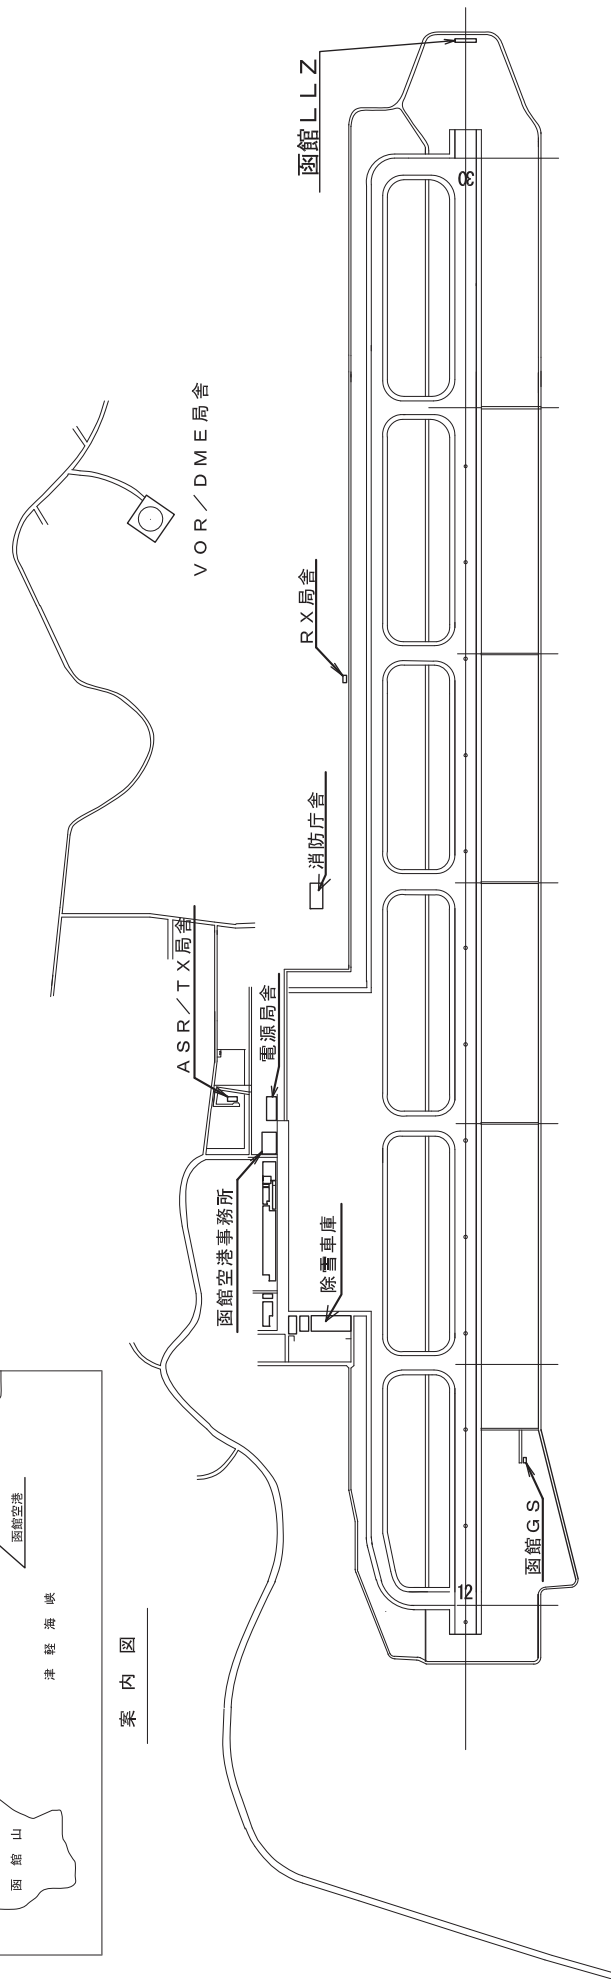 函館ＬＬＺ
30
ＶＯＲ／ＤＭＥ局舎
ＲＸ局舎
消防庁舎
ＡＳＲ／ＴＸ局舎
電源局舎
函館空港事務所
除雪車庫
函館ＧＳ
12
函館空港
津軽海峡
案内図
函館山